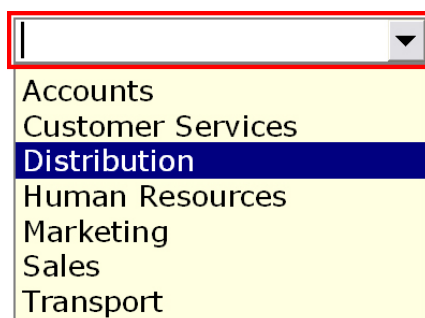 Accounts
Customer Services
Distribution
Human Resources
Marketing
Sales
Transport